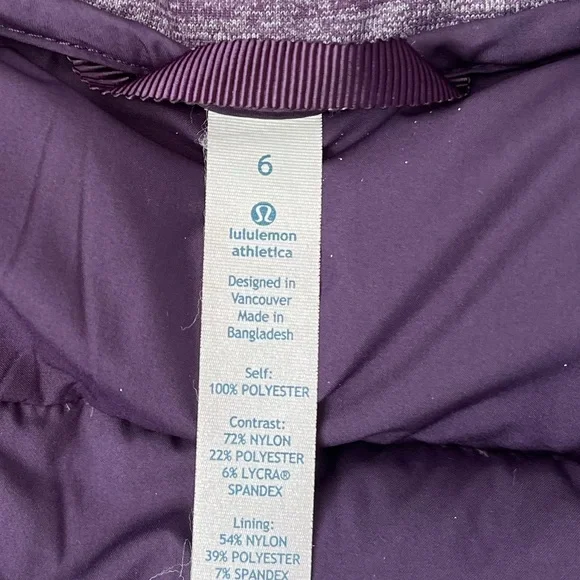 6
lululemon
athletica
Designed in
Vancouver
Made in
Bangladesh
Self:
100% POLYESTER
Contrast:
72% NYLON
22% POLYESTER
6% LYCRA®
SPANDEX
Lining:
54% NYLON
39% POLYESTER
7% SPANDEX